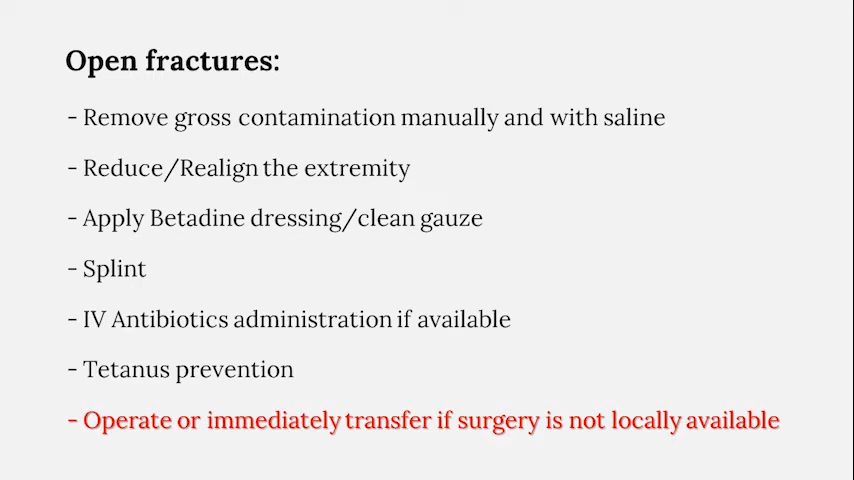 Open fractures:
- Remove gross contamination manually and with saline
- Reduce/Realign the extremity
- Apply Betadine dressing/clean gauze
- Splint
- IV Antibiotics administration if available
- Tetanus prevention
- Operate or immediately transfer if surgery is not locally available